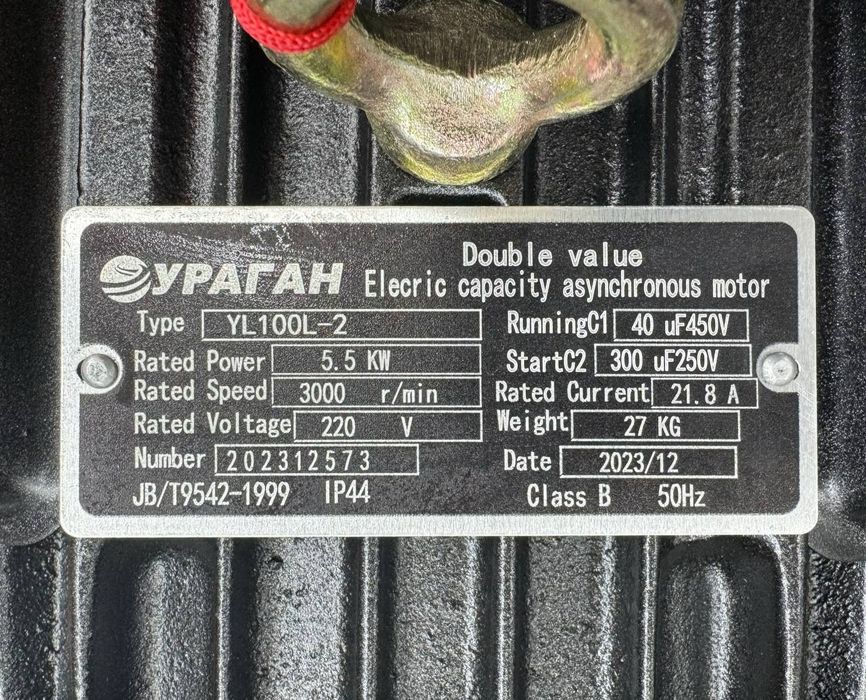 УРАГАН
Double value
Elecric capacity asynchronous motor
Type YL100L-2 RunningC1 40 uF450V
Rated Power 5.5 KW StartC2 300 uF250V
Rated Speed 3000 r/min Rated Current 21.8 A
Rated Voltage 220 V Weight 27 KG
Number 202312573 Date 2023/12
JB/T9542-1999 IP44 Class B 50Hz